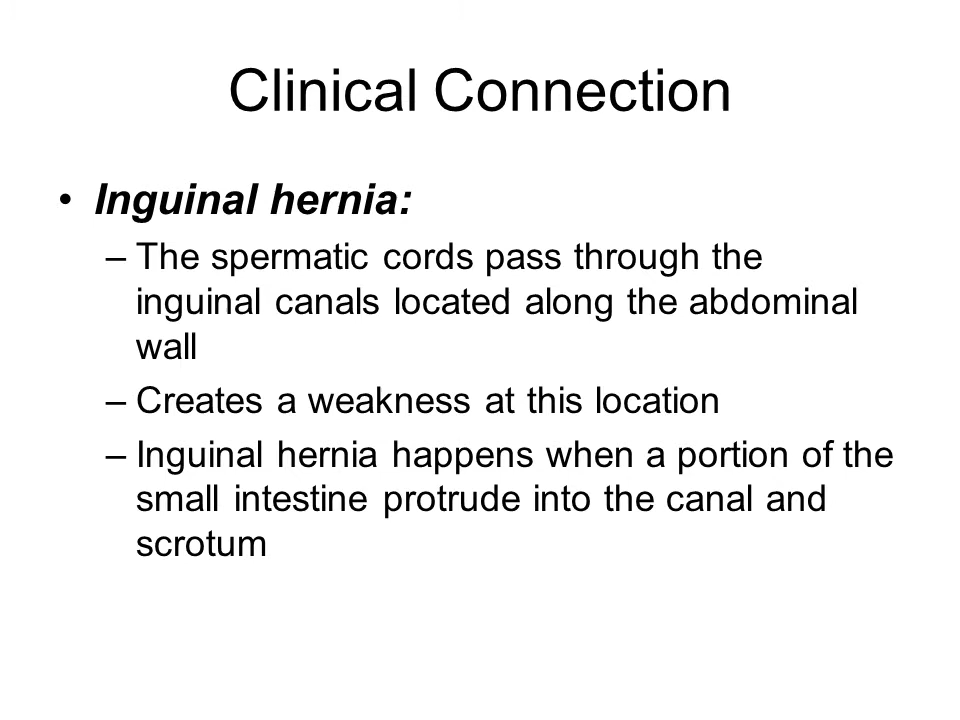 Clinical Connection
• Inguinal hernia:
– The spermatic cords pass through the
inguinal canals located along the abdominal
wall
– Creates a weakness at this location
– Inguinal hernia happens when a portion of the
small intestine protrude into the canal and
scrotum